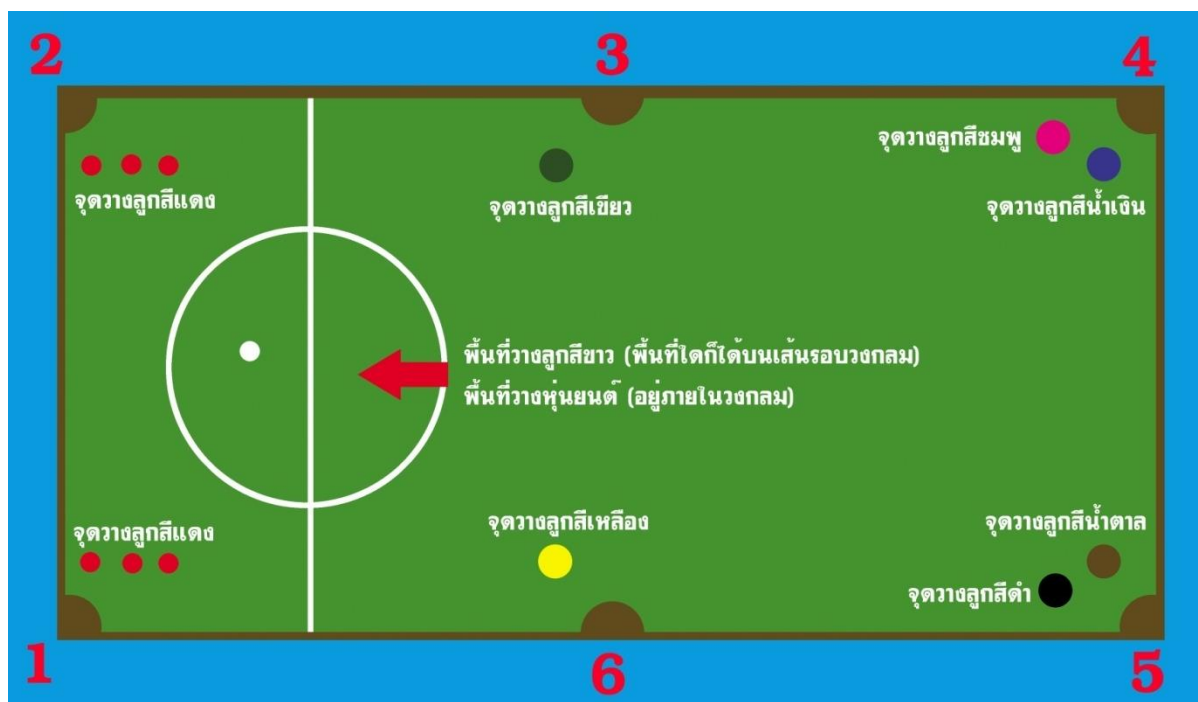 2
3
4
จุดวางลูกสีชมพู
จุดวางลูกสีแดง
จุดวางลูกสีเขียว
จุดวางลูกสีน้ำเงิน
พื้นที่วางลูกสีขาว (พื้นที่ใดก็ได้บนเส้นรอบวงกลม)
พื้นที่วางหุ่นยนต์ (อยู่ภายในวงกลม)
จุดวางลูกสีแดง
จุดวางลูกสีเหลือง
จุดวางลูกสีน้ำตาล
จุดวางลูกสีดำ
1
6
5